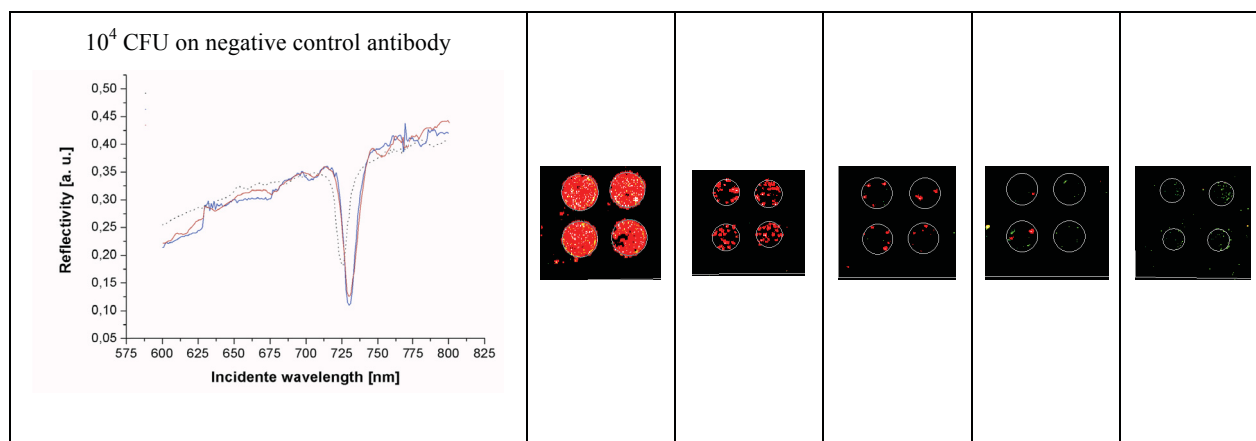 10⁴ CFU on negative control antibody
0,50
0,45
0,40
0,35
0,30
0,25
0,20
0,15
0,10
0,05
Reflectivity [a. u.]
575 600 625 650 675 700 725 750 775 800 825
Incidente wavelength [nm]